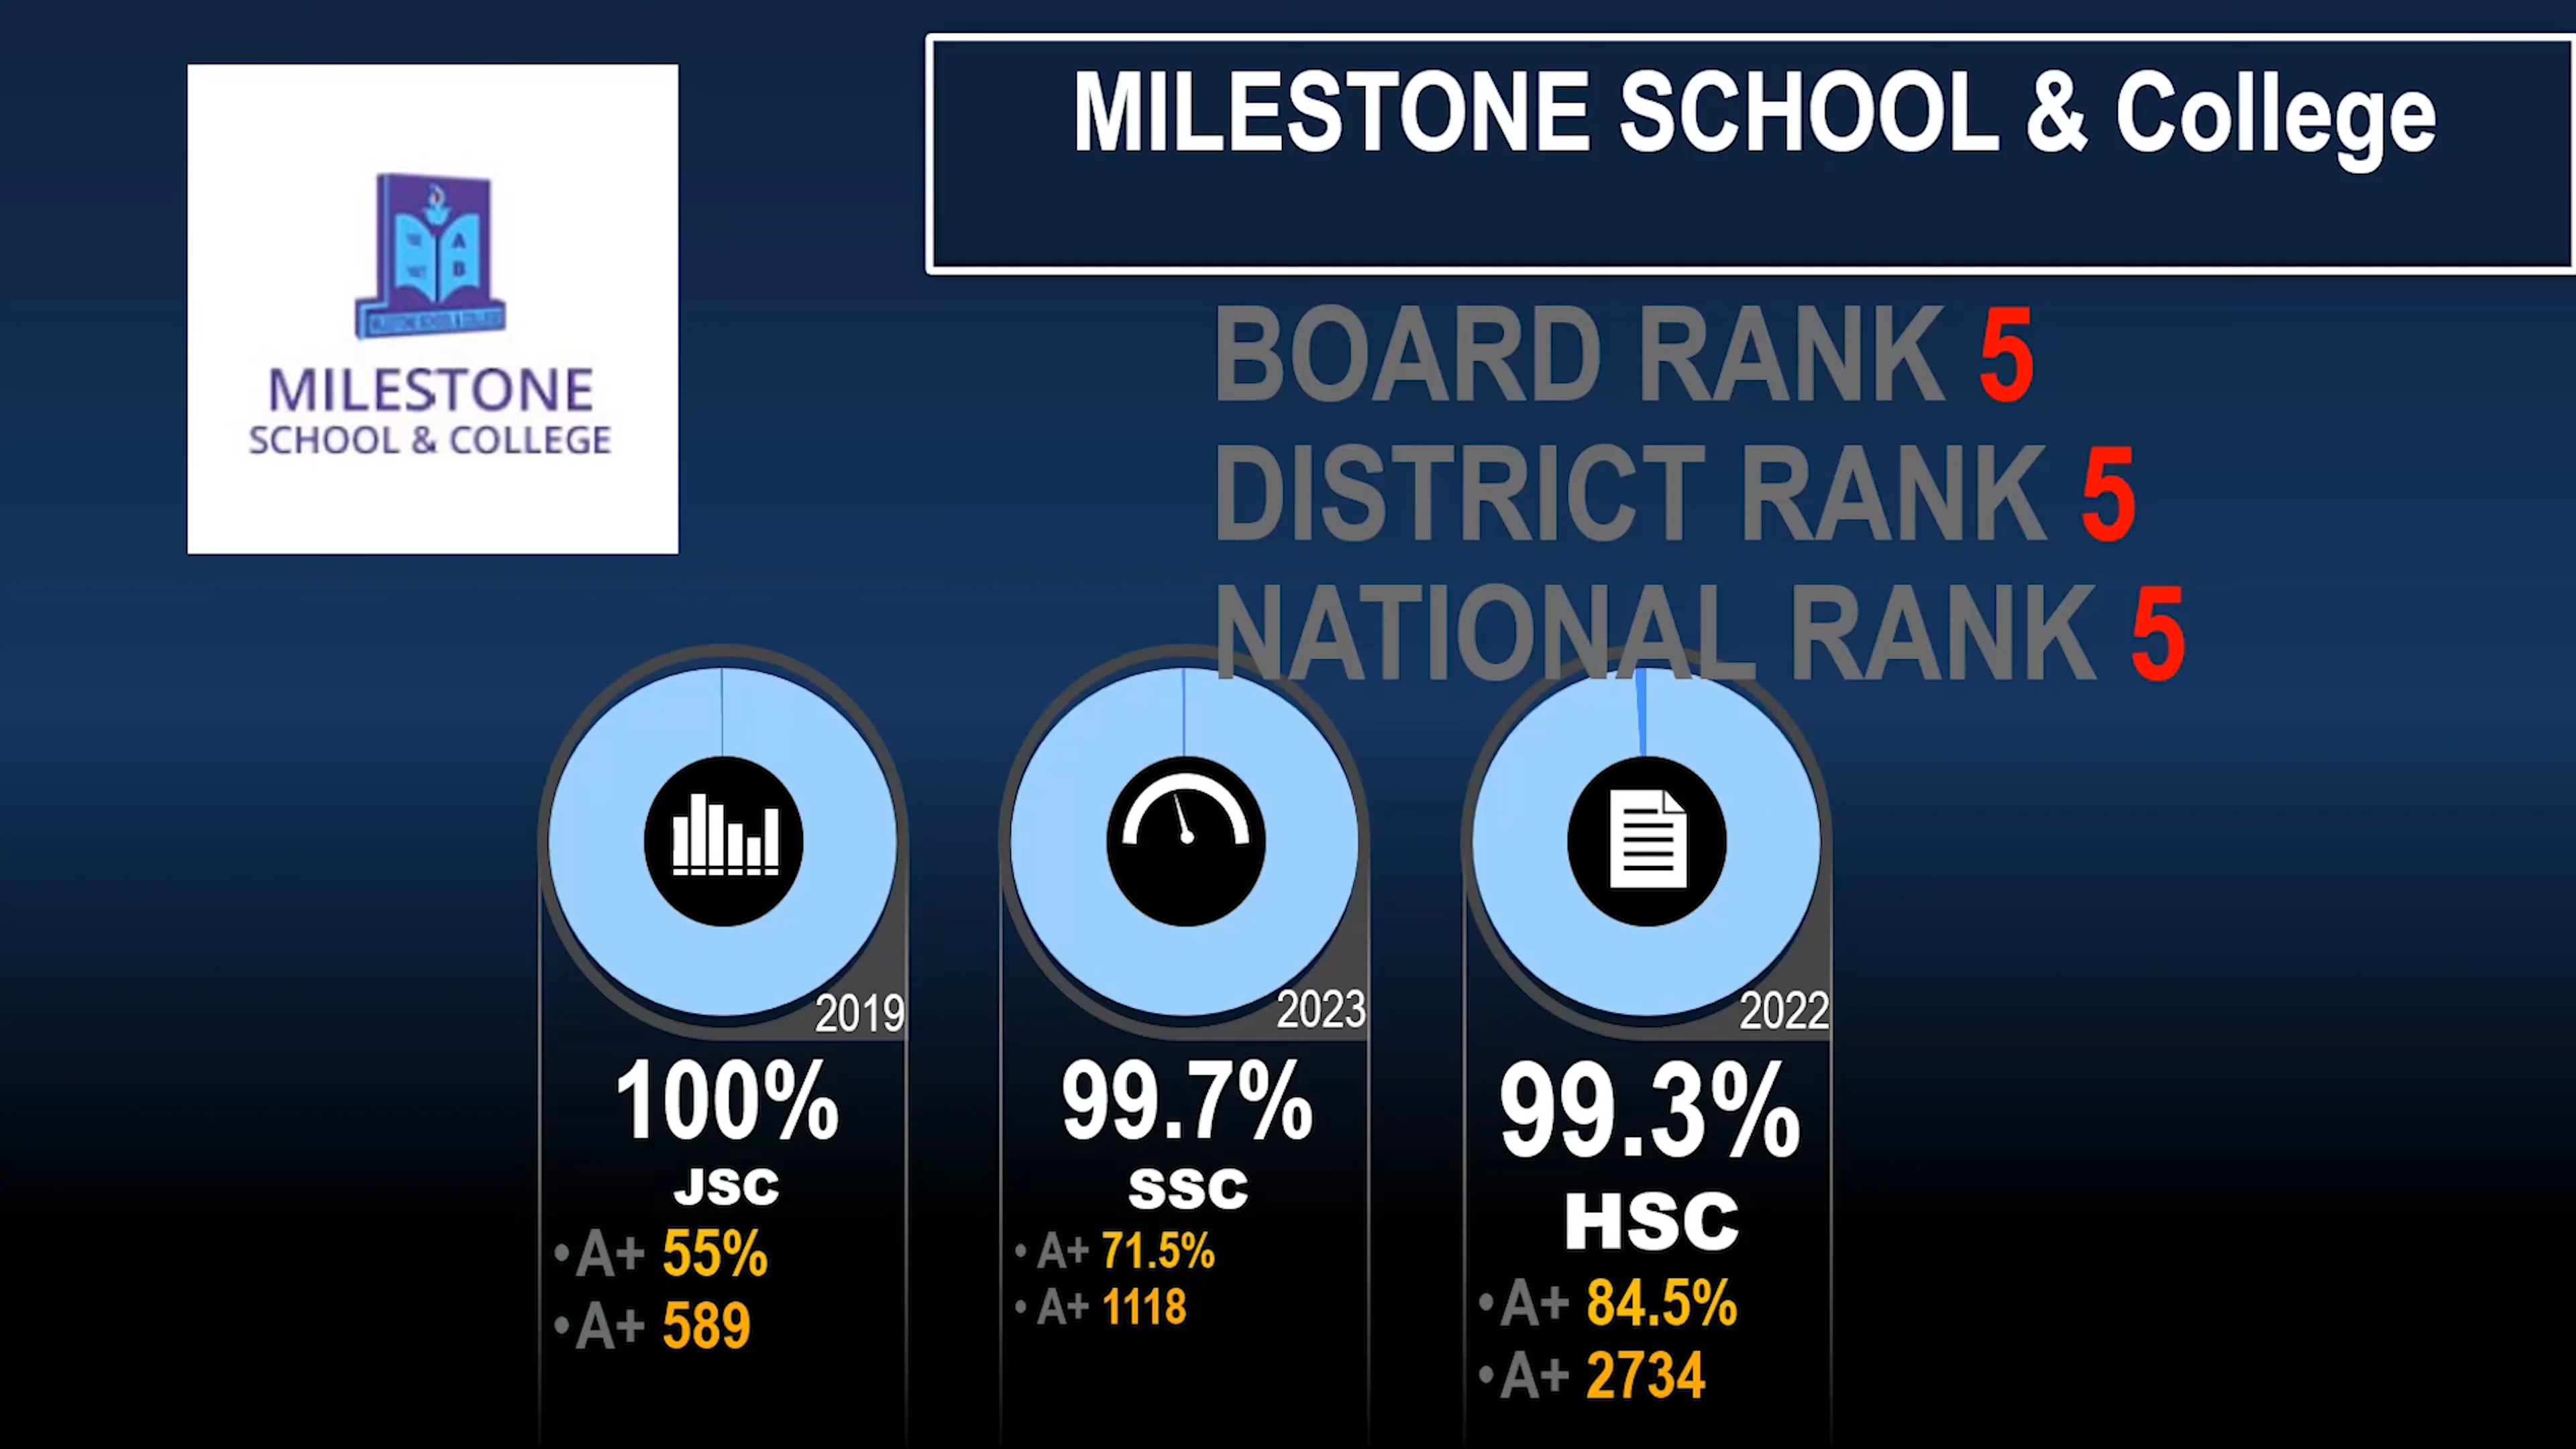 MILESTONE SCHOOL & College
A
B
MILESTONE
SCHOOL & COLLEGE
BOARD RANK 5
DISTRICT RANK 5
NATIONAL RANK 5
2019
100%
JSC
•A+ 55%
•A+ 589
2023
99.7%
SSC
• A+ 71.5%
• A+ 1118
2022
99.3%
HSC
•A+ 84.5%
•A+ 2734